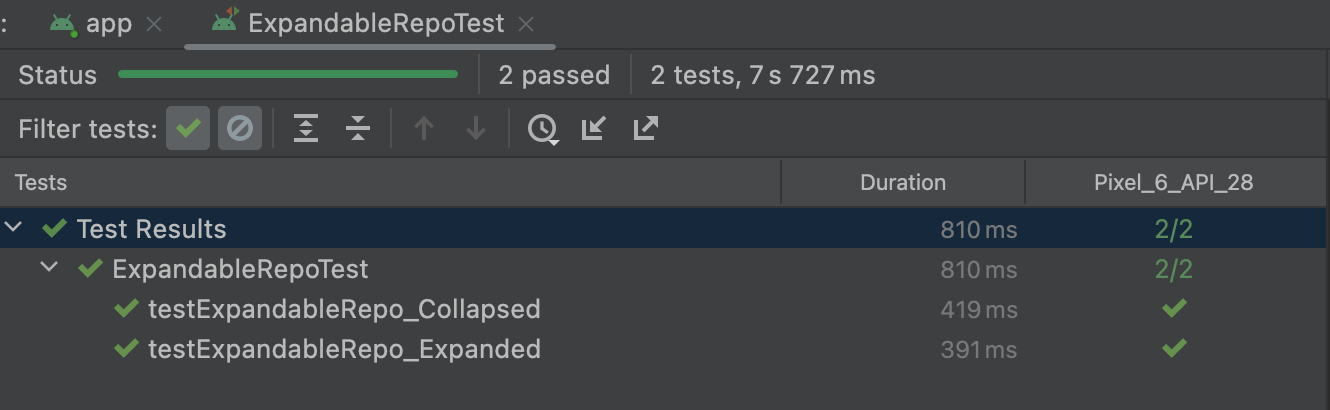 : app ExpandableRepoTest
Status 2 passed 2 tests, 7 s 727 ms
Filter tests:
Tests Duration Pixel_6_API_28
Test Results 810 ms 2/2
ExpandableRepoTest 810 ms 2/2
testExpandableRepo_Collapsed 419 ms
testExpandableRepo_Expanded 391 ms